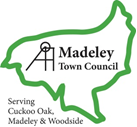 Madeley
Town Council
Serving
Cuckoo Oak,
Madeley & Woodside